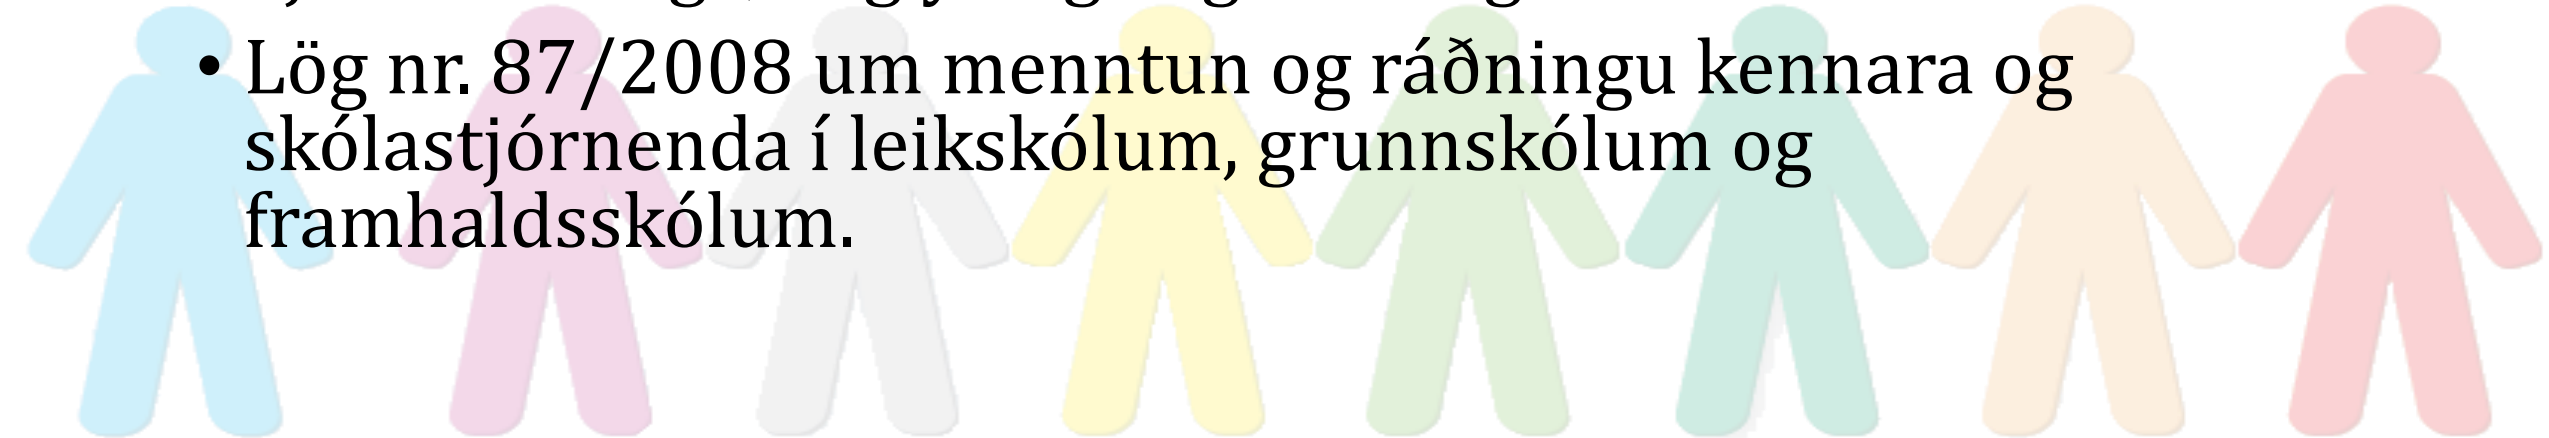 • Lög nr. 87/2008 um menntun og ráðningu kennara og
skólastjórnenda í leikskólum, grunnskólum og
framhaldsskólum.